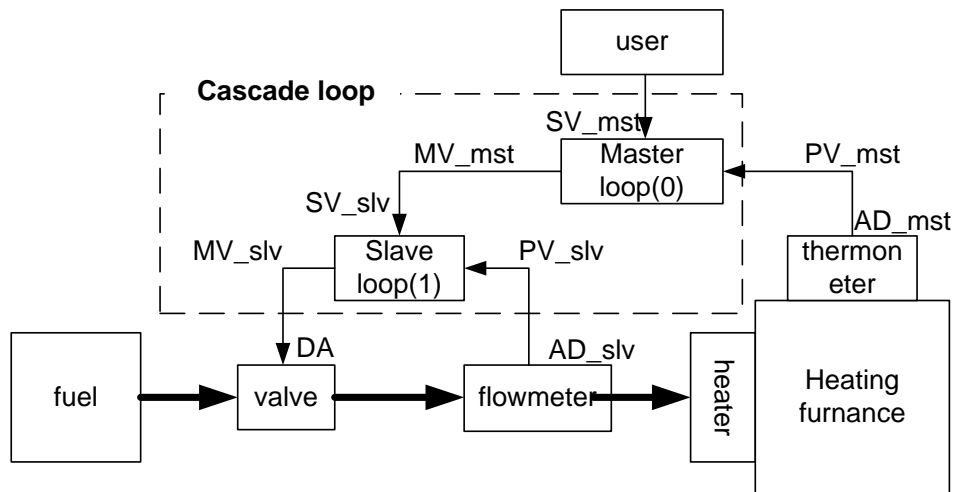 user
Cascade loop
SV_mst
MV_mst
Master
loop(0)
PV_mst
SV_slv
AD_mst
MV_slv
Slave
loop(1)
PV_slv
thermon
eter
DA
AD_slv
fuel
valve
flowmeter
heater
Heating
furnance